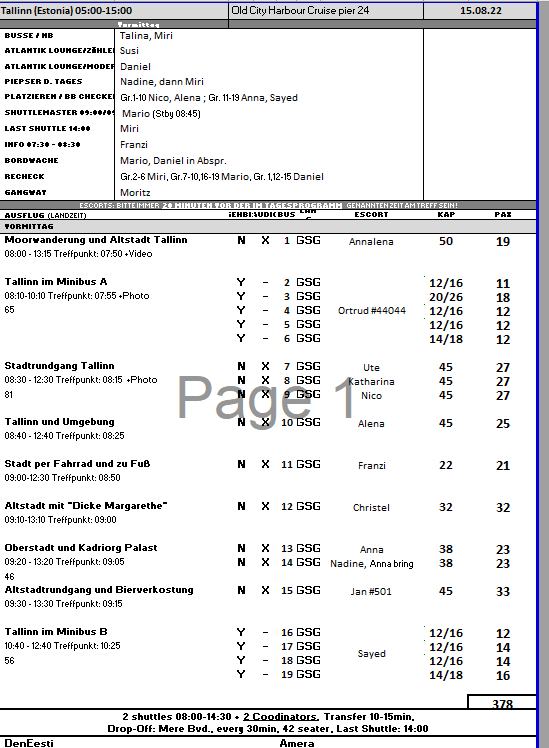 Tallinn (Estonia) 05:00-15:00 Old City Harbour Cruise pier 24 15.08.22
Vormittag
BUSSE / HB Talina, Miri
ATLANTIK LOUNGE/ZÄHLE Susi
ATLANTIK LOUNGE/MODER Daniel
PIEPSER D. TAGES Nadine, dann Miri
PLATZIEREN / BB CHECKE Gr.1-10 Nico, Alena ; Gr. 11-19 Anna, Sayed
SHUTTLEMASTER 09:00/09 Mario (Stby 08:45)
LAST SHUTTLE 14:00 Miri
INFO 07:30 - 08:30 Franzi
BORDWACHE Mario, Daniel in Abspr.
RECHECK Gr.2-6 Miri, Gr.7-10,16-19 Mario, Gr. 1,12-15 Daniel
GANGWAY Moritz
ESCORTS: BITTE IMMER 20 MINUTEN VOR DER IM TAGESPROGRAMM GENANNTEN ZEIT AM TREFF SEIN!
AUSFLUG (LANDZEIT) BUS ESCORT KAP PAX
VORMITTAG
Moorwanderung und Altstadt Tallinn N X 1 GSG Annalena 50 19
08:00 - 13:15 Treffpunkt: 07:50 +Video
Tallinn im Minibus A Y - 2 GSG 12/16 11
08:10-10:10 Treffpunkt: 07:55 +Photo Y - 3 GSG 20/26 18
65 Y - 4 GSG Ortrud #44044 12/16 12
Y - 5 GSG 12/16 12
Y - 6 GSG 14/18 12
Stadtrundgang Tallinn N X 7 GSG Ute 45 27
08:30 - 12:30 Treffpunkt: 08:15 +Photo N X 8 GSG Katharina 45 27
81 N X 9 GSG Nico 45 27
Page 1
Tallinn und Umgebung N X 10 GSG Alena 45 25
08:40 - 12:40 Treffpunkt: 08:25
Stadt per Fahrrad und zu Fuß N X 11 GSG Franzi 22 21
09:00-12:30 Treffpunkt: 08:50
Altstadt mit "Dicke Margarethe" N X 12 GSG Christel 32 32
09:10-13:10 Treffpunkt: 09:00
Oberstadt und Kadriorg Palast N X 13 GSG Anna 38 23
09:20 - 13:20 Treffpunkt: 09:05 N X 14 GSG Nadine, Anna bring 38 23
46
Altstadtrundgang und Bierverkostung N X 15 GSG Jan #501 45 33
09:30 - 13:30 Treffpunkt: 09:15
Tallinn im Minibus B Y - 16 GSG 12/16 12
10:40 - 12:40 Treffpunkt: 10:25 Y - 17 GSG Sayed 12/16 14
56 Y - 18 GSG 12/16 14
Y - 19 GSG 14/18 16
378
2 shuttles 08:00-14:30 + 2 Coodinators, Transfer 10-15min,
Drop-Off: Mere Bvd., every 30min, 42 seater, Last Shuttle: 14:00
DenEesti Amera